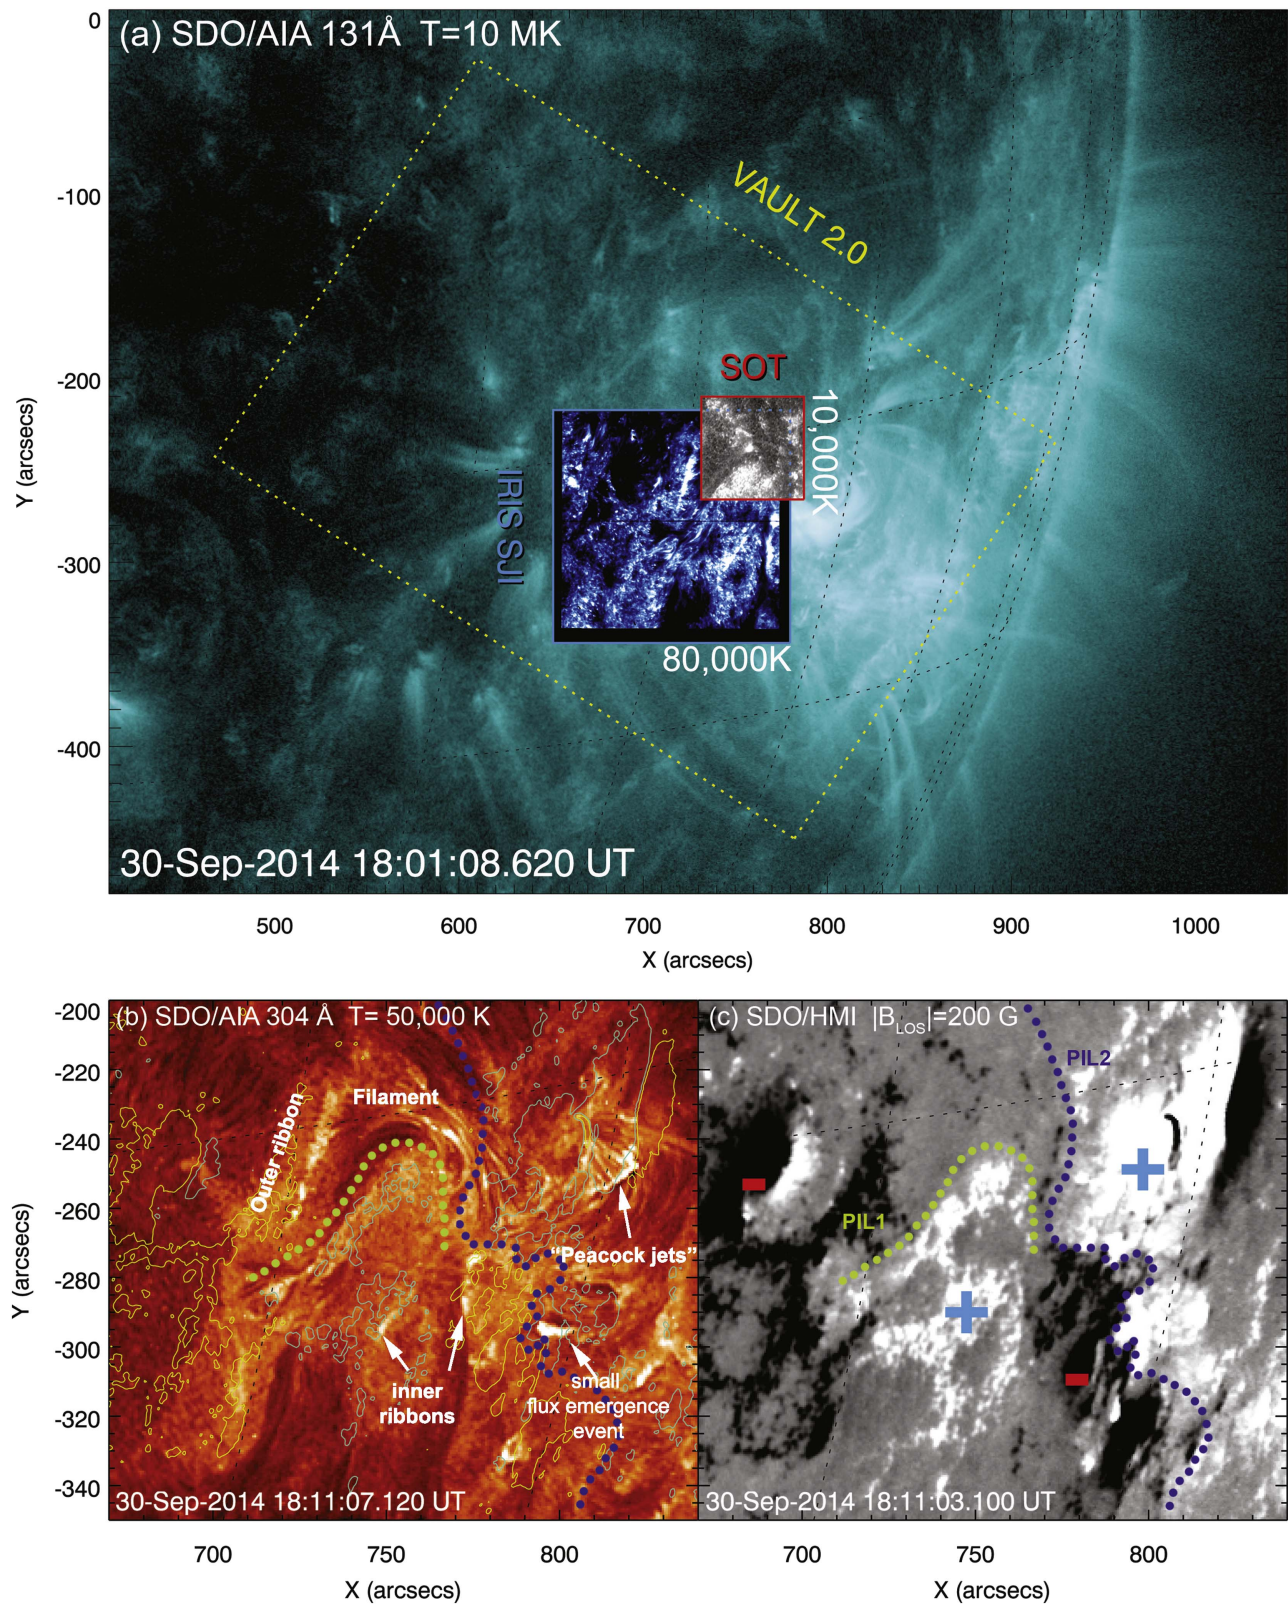 (a) SDO/AIA 131Å T=10 MK
0
-100
-200
-300
-400
Y (arcsecs)
VAULT 2.0
SOT
10,000K
IRIS SJI
80,000K
30-Sep-2014 18:01:08.620 UT
500 600 700 800 900 1000
X (arcsecs)
(b) SDO/AIA 304 Å T= 50,000 K
-200
-220
-240
-260
-280
-300
-320
-340
Y (arcsecs)
Outer ribbon
Filament
"Peacock jets"
inner
ribbons
small
flux emergence
event
30-Sep-2014 18:11:07.120 UT
700 750 800
X (arcsecs)
(c) SDO/HMI |BLOS|=200 G
PIL2
PIL1
30-Sep-2014 18:11:03.100 UT
700 750 800
X (arcsecs)